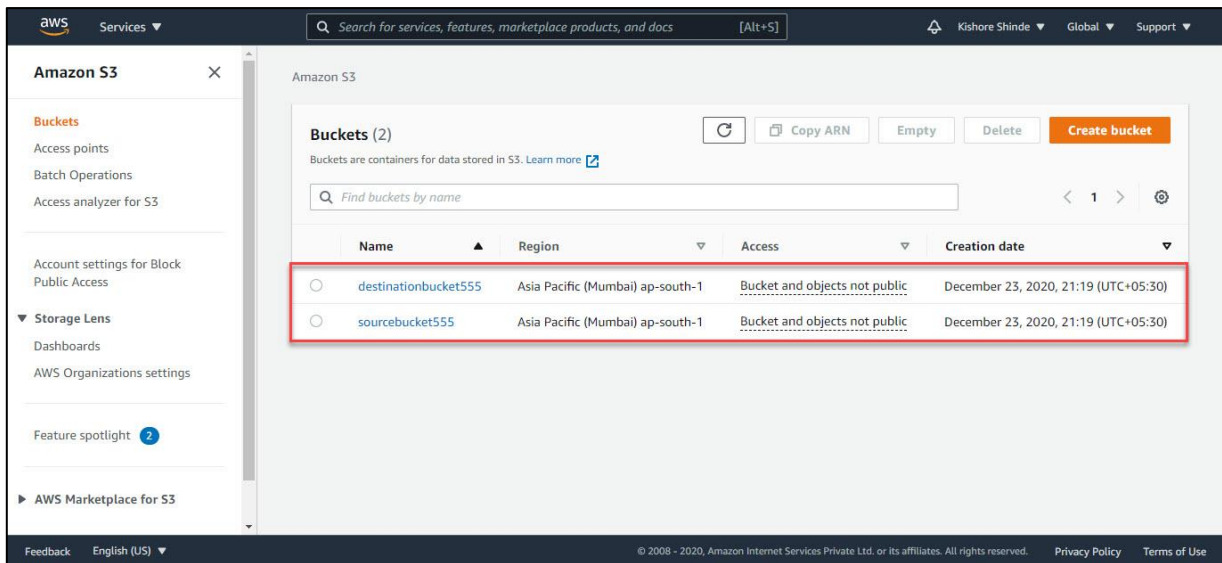 aws Services Search for services, features, marketplace products, and docs [Alt+S] Kishore Shinde Global Support
Amazon S3
Buckets
Access points
Batch Operations
Access analyzer for S3
Account settings for Block
Public Access
Storage Lens
Dashboards
AWS Organizations settings
Feature spotlight 2
AWS Marketplace for S3
Amazon S3
Buckets (2) Copy ARN Empty Delete Create bucket
Buckets are containers for data stored in S3. Learn more
Find buckets by name 1
Name Region Access Creation date
destinationbucket555 Asia Pacific (Mumbai) ap-south-1 Bucket and objects not public December 23, 2020, 21:19 (UTC+05:30)
sourcebucket555 Asia Pacific (Mumbai) ap-south-1 Bucket and objects not public December 23, 2020, 21:19 (UTC+05:30)
Feedback English (US) © 2008 - 2020, Amazon Internet Services Private Ltd. or its affiliates. All rights reserved. Privacy Policy Terms of Use